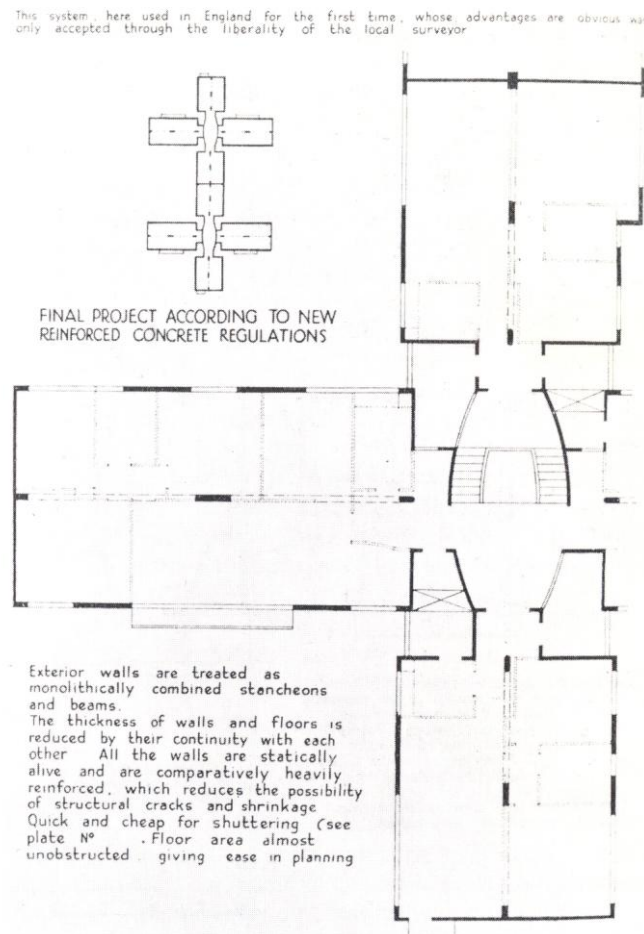 This system, here used in England for the first time, whose advantages are obvious was
only accepted through the liberality of the local surveyor
FINAL PROJECT ACCORDING TO NEW
REINFORCED CONCRETE REGULATIONS
Exterior walls are treated as
monolithically combined stancheons
and beams.
The thickness of walls and floors is
reduced by their continuity with each
other All the walls are statically
alive and are comparatively heavily
reinforced, which reduces the possibility
of structural cracks and shrinkage
Quick and cheap for shuttering (see
plate Nº . Floor area almost
unobstructed . giving ease in planning